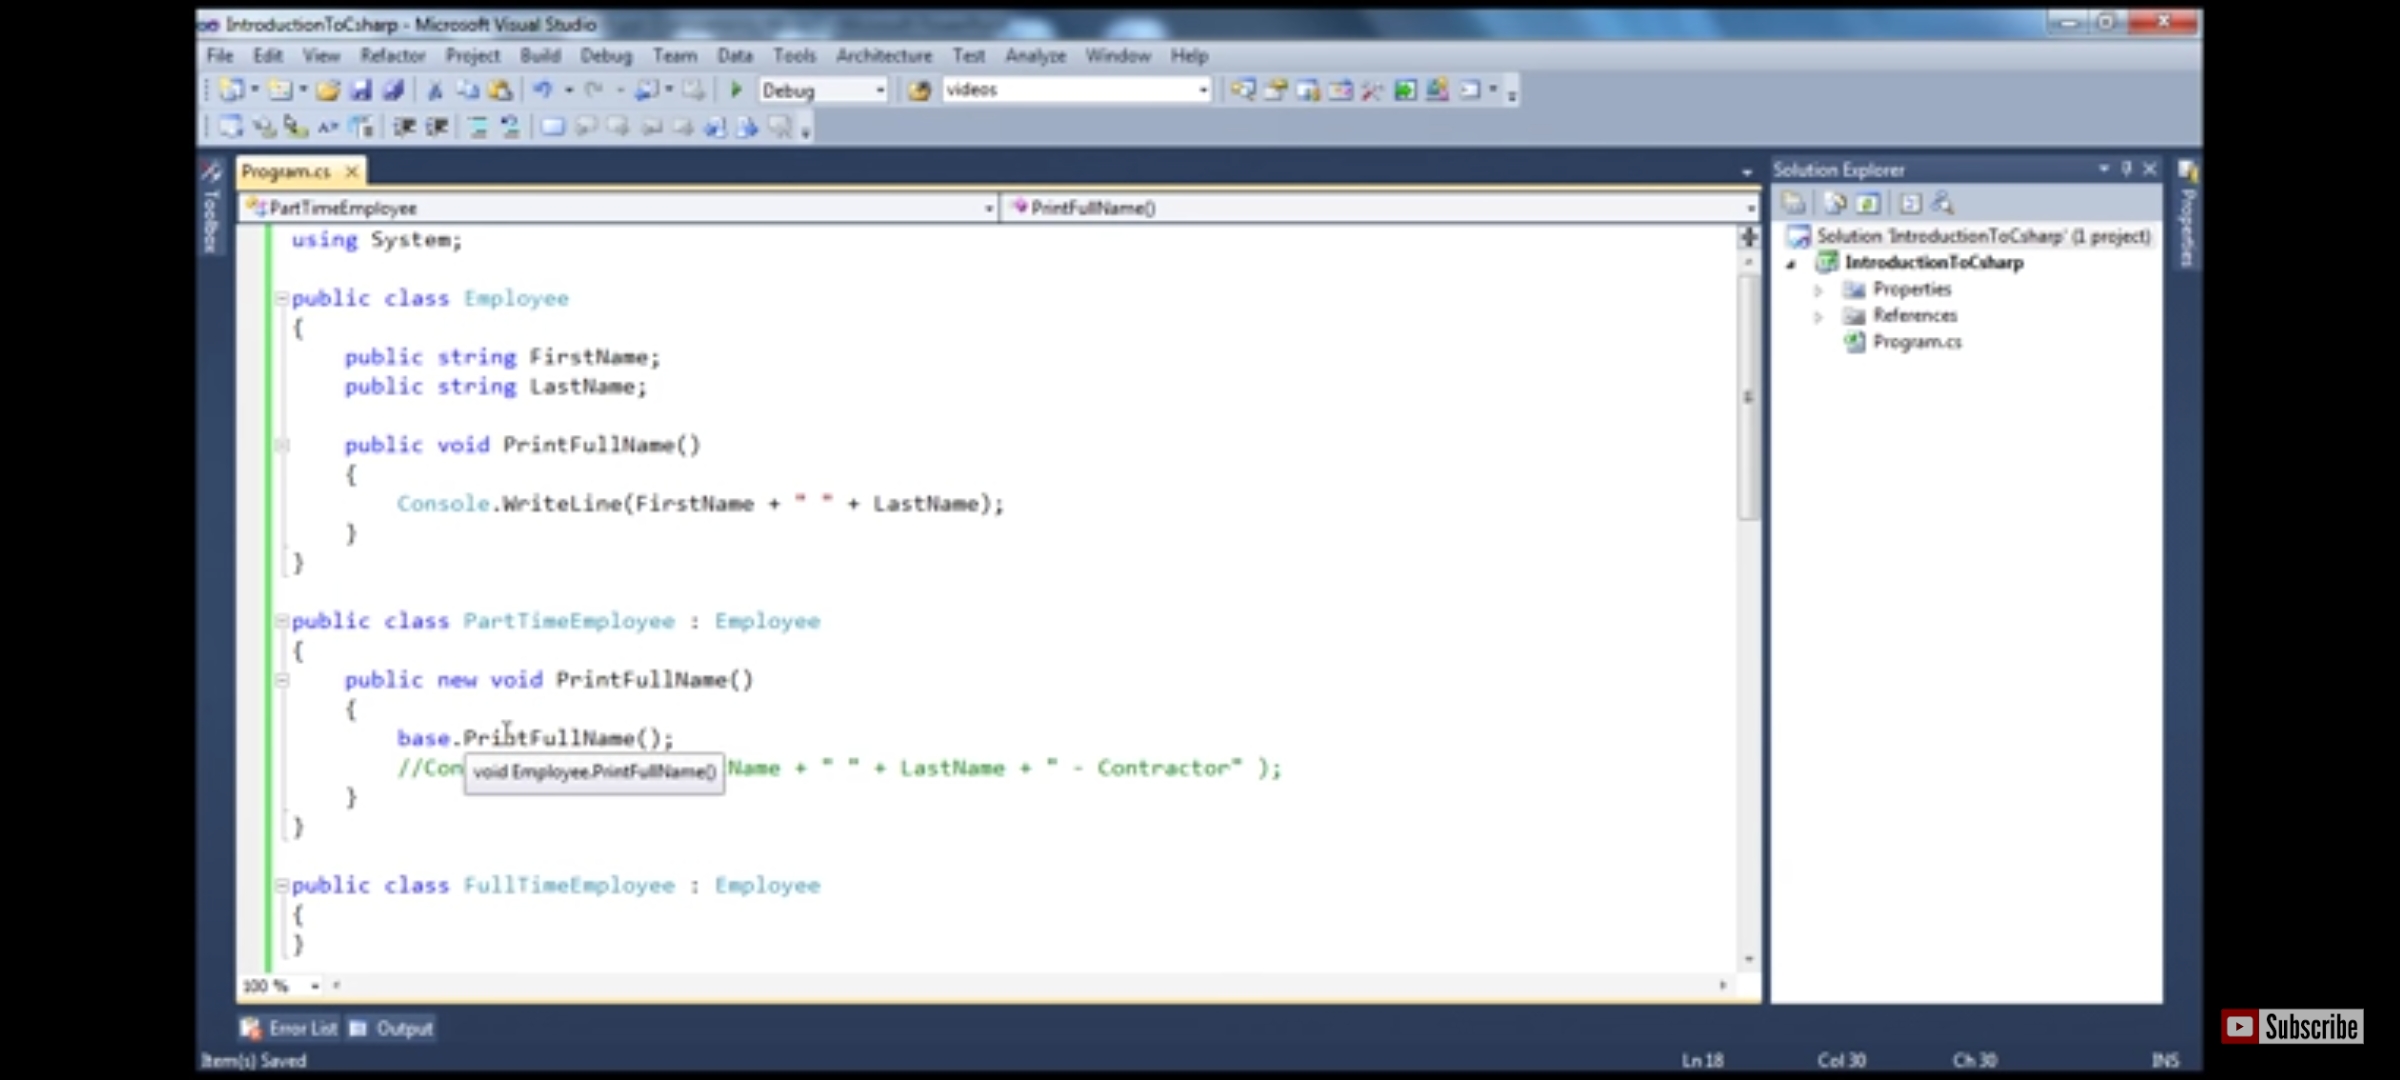 IntroductionToCsharp - Microsoft Visual Studio
File Edit View Refactor Project Build Debug Team Data Tools Architecture Test Analyze Window Help
Debug videos
Toolbox
Program.cs
PartTimeEmployee PrintFullName()
using System;
public class Employee
{
public string FirstName;
public string LastName;
public void PrintFullName()
{
Console.WriteLine(FirstName + " " + LastName);
}
}
public class PartTimeEmployee : Employee
{
public new void PrintFullName()
{
base.PrintFullName();
//Con Name + " " + LastName + " - Contractor" );
void Employee.PrintFullName()
}
}
public class FullTimeEmployee : Employee
{
}
100 %
Solution Explorer
Solution 'IntroductionToCsharp' (1 project)
IntroductionToCsharp
Properties
References
Program.cs
Properties
Error List Output
Item(s) Saved Ln 18 Col 30 Ch 30 INS
Subscribe